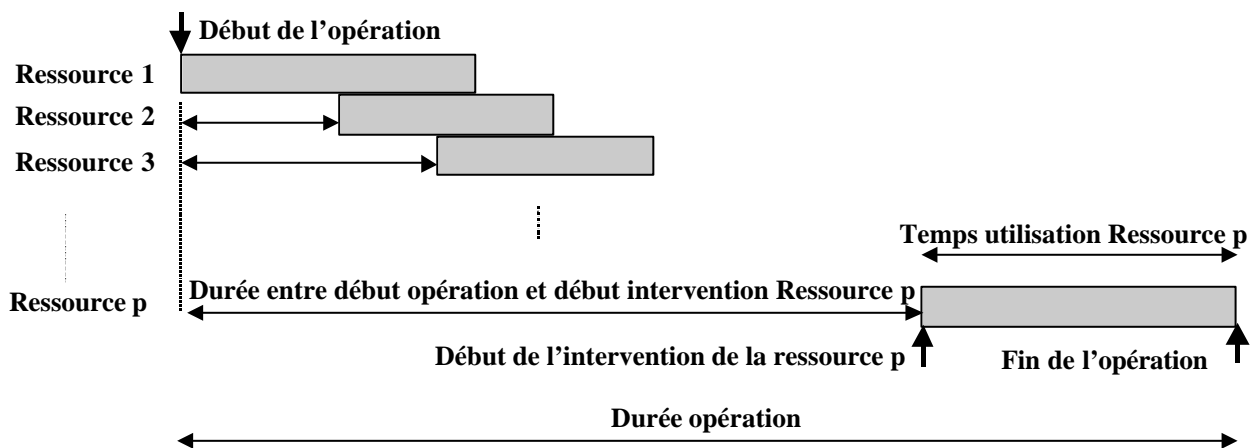 Début de l’opération
Ressource 1
Ressource 2
Ressource 3
Temps utilisation Ressource p
Durée entre début opération et début intervention Ressource p
Ressource p
Début de l’intervention de la ressource p
Fin de l’opération
Durée opération